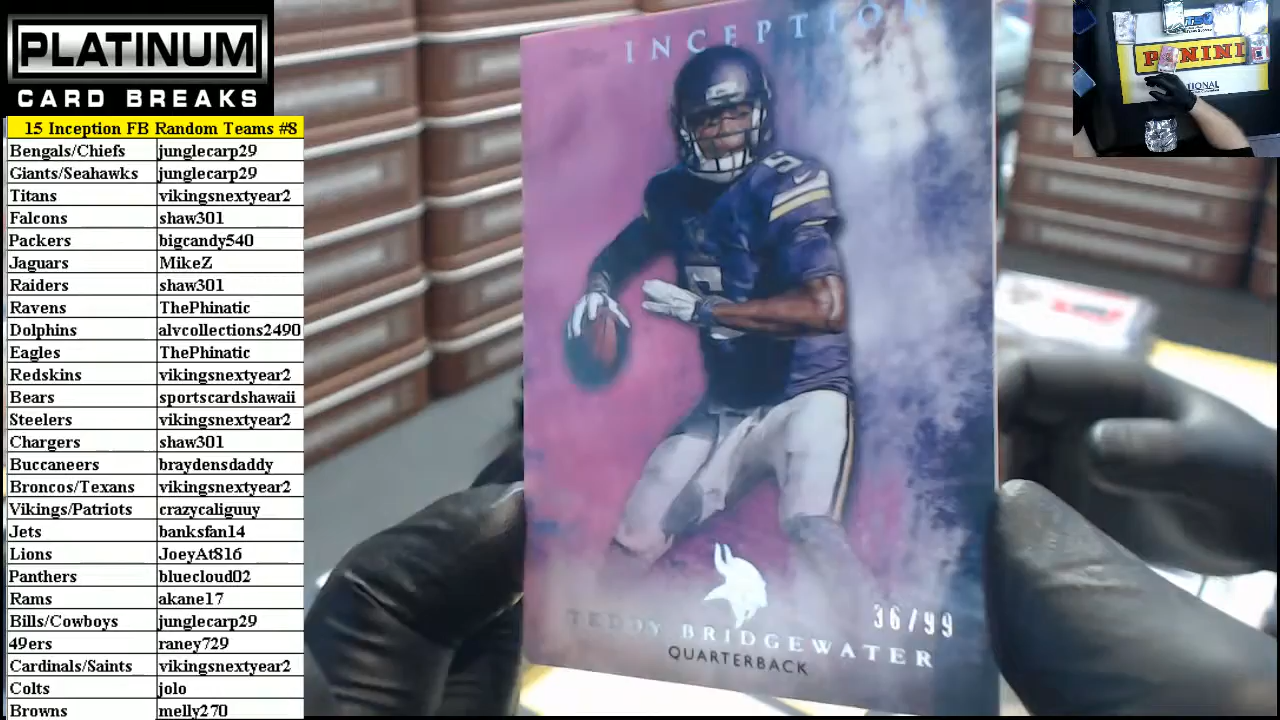 PLATINUM
CARD BREAKS
15 Inception FB Random Teams #8
Bengals/Chiefs junglecarp29
Giants/Seahawks junglecarp29
Titans vikingsnextyear2
Falcons shaw301
Packers bigcandy540
Jaguars MikeZ
Raiders shaw301
Ravens ThePhinatic
Dolphins alvcollections2490
Eagles ThePhinatic
Redskins vikingsnextyear2
Bears sportscardshawaii
Steelers vikingsnextyear2
Chargers shaw301
Buccaneers braydensdaddy
Broncos/Texans vikingsnextyear2
Vikings/Patriots crazycaliguuy
Jets banksfan14
Lions JoeyAt816
Panthers bluecloud02
Rams akane17
Bills/Cowboys junglecarp29
49ers raney729
Cardinals/Saints vikingsnextyear2
Colts jolo
Browns melly270
INCEPTION
5
5
36/99
TEDDY BRIDGEWATER
QUARTERBACK
PANINI